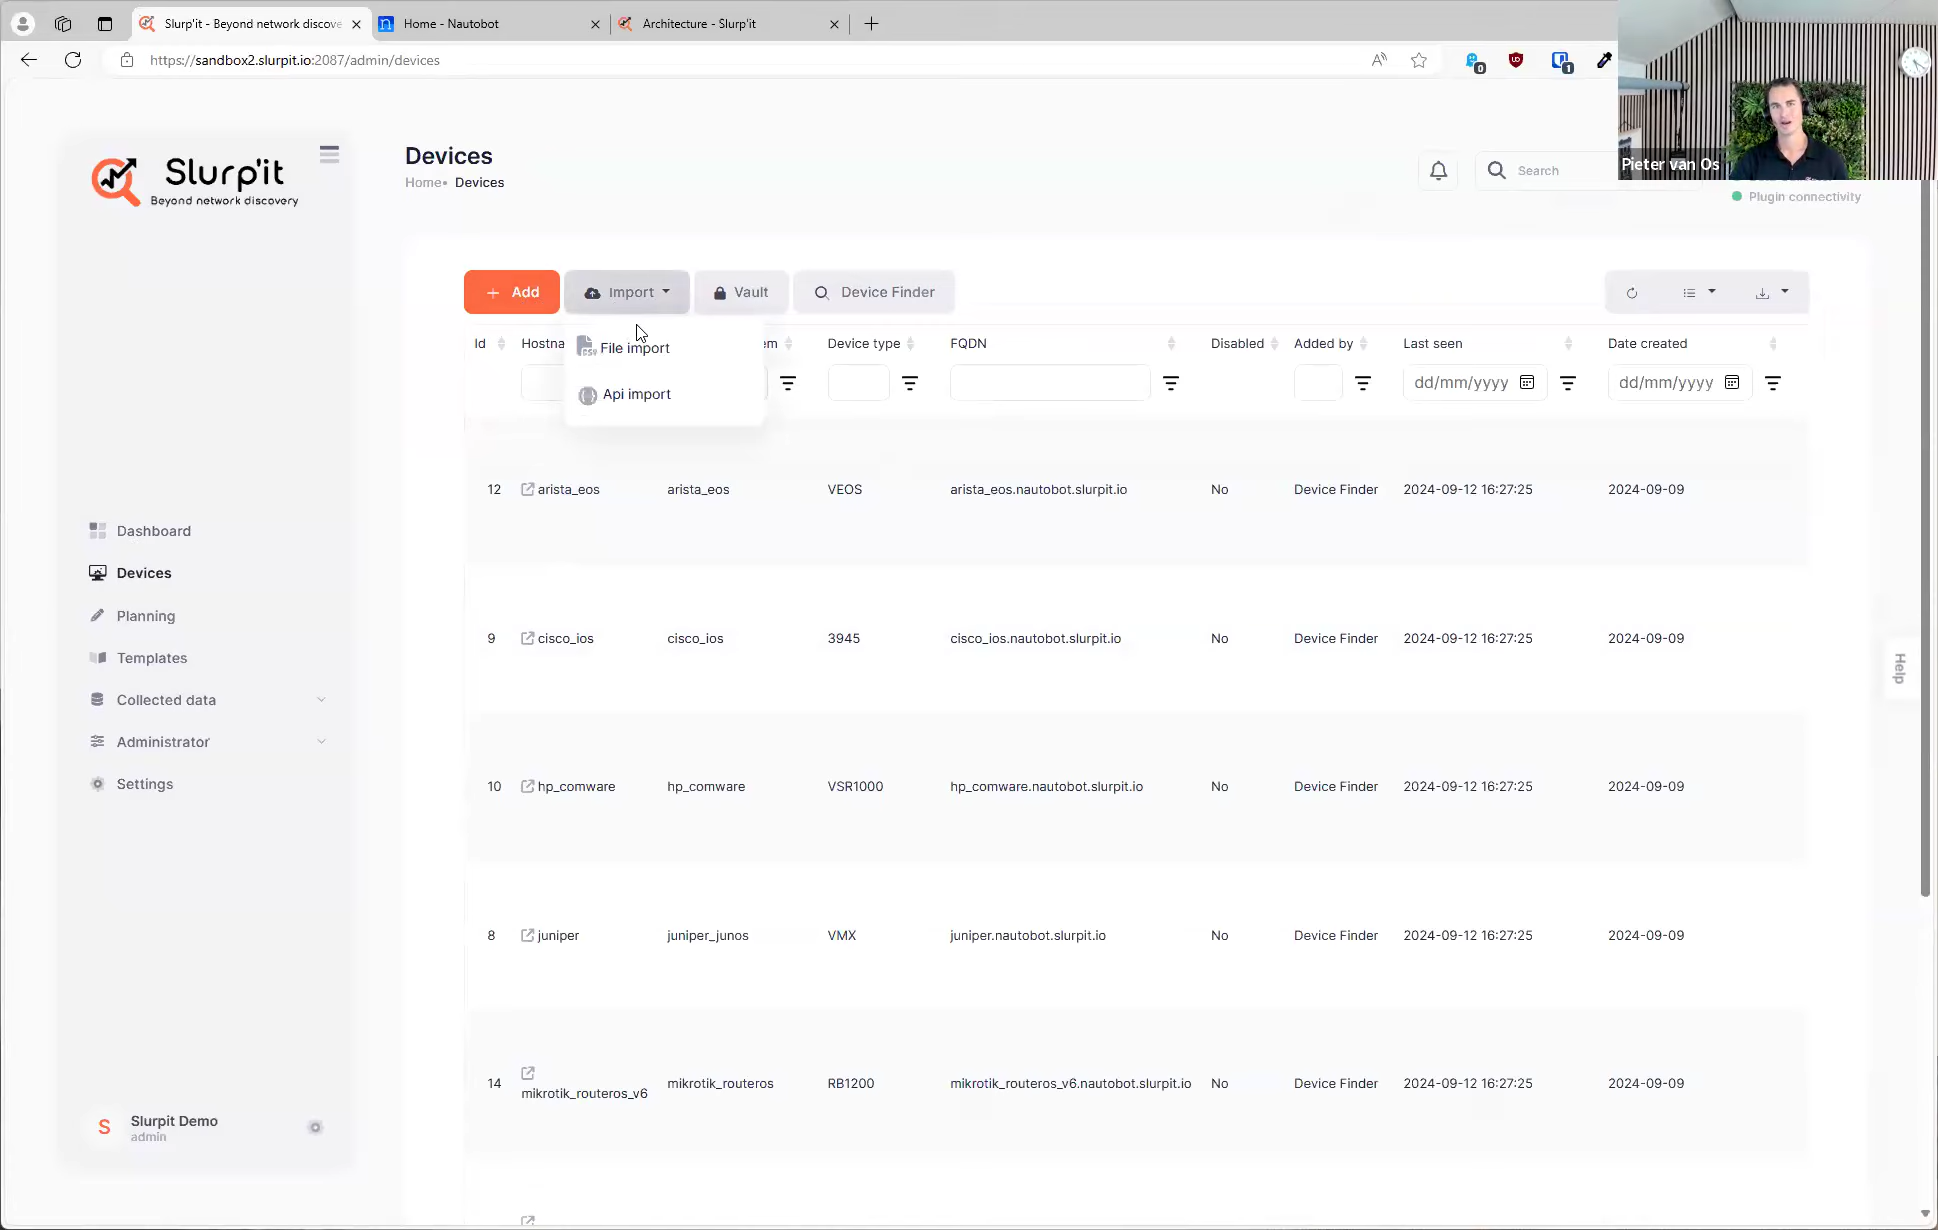 Slurp'it - Beyond network discove
Home - Nautobot
Architecture - Slurp'it
https://sandbox2.slurpit.io:2087/admin/devices
0
1
Pieter van Os
Slurp'it
Beyond network discovery
Devices
Home• Devices
Search
Plugin connectivity
+ Add
Import
Vault
Device Finder
File import
Api import
Id
Hostna
em
Device type
FQDN
Disabled
Added by
Last seen
Date created
dd/mm/yyyy
dd/mm/yyyy
12 arista_eos arista_eos VEOS arista_eos.nautobot.slurpit.io No Device Finder 2024-09-12 16:27:25 2024-09-09
9 cisco_ios cisco_ios 3945 cisco_ios.nautobot.slurpit.io No Device Finder 2024-09-12 16:27:25 2024-09-09
10 hp_comware hp_comware VSR1000 hp_comware.nautobot.slurpit.io No Device Finder 2024-09-12 16:27:25 2024-09-09
8 juniper juniper_junos VMX juniper.nautobot.slurpit.io No Device Finder 2024-09-12 16:27:25 2024-09-09
14 mikrotik_routeros_v6 mikrotik_routeros RB1200 mikrotik_routeros_v6.nautobot.slurpit.io No Device Finder 2024-09-12 16:27:25 2024-09-09
Dashboard
Devices
Planning
Templates
Collected data
Administrator
Settings
S
Slurpit Demo
admin
Help